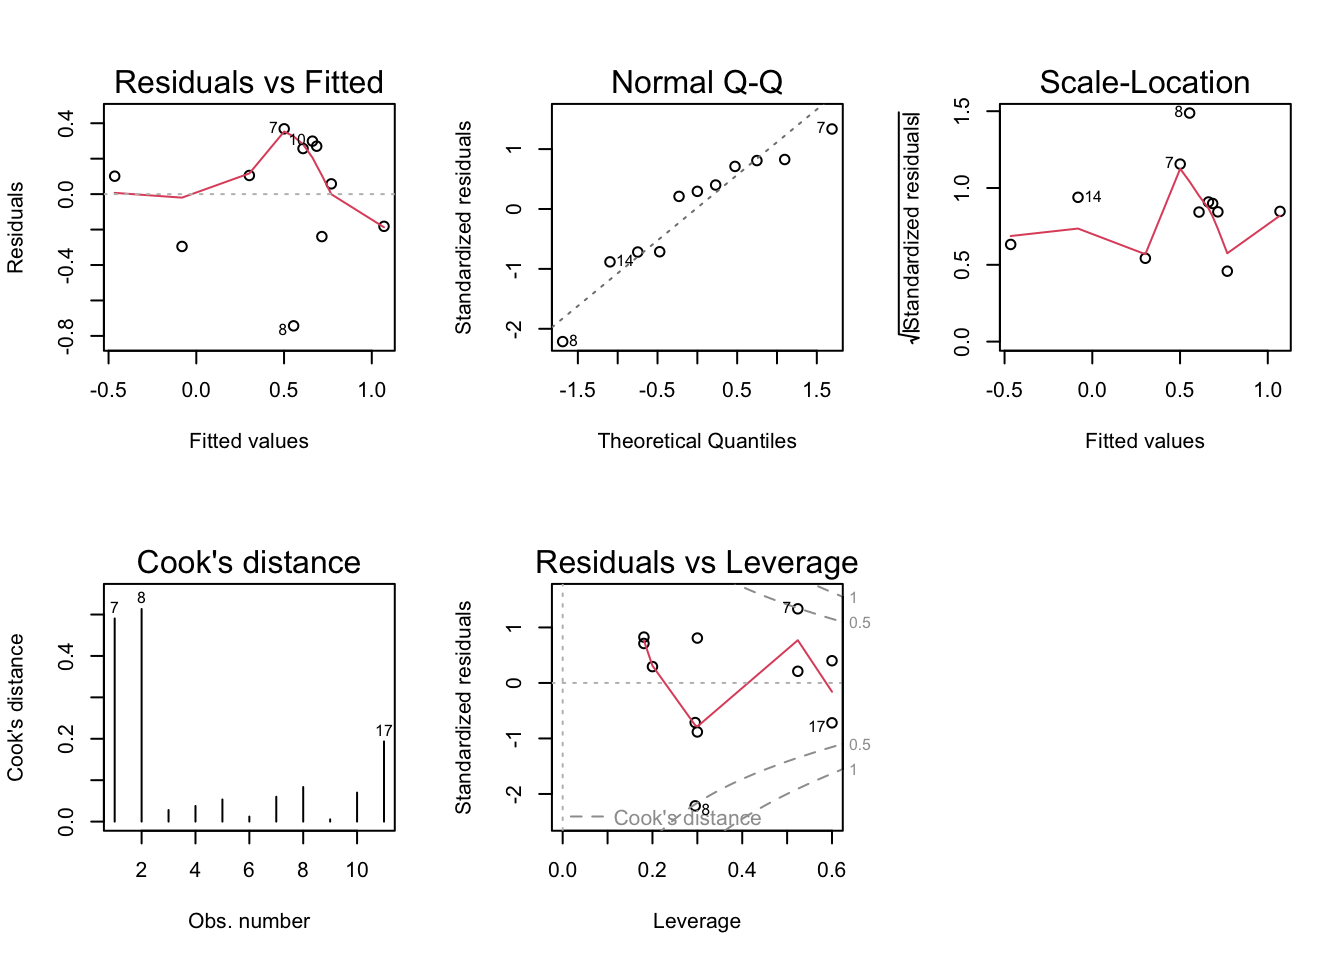 Residuals vs Fitted
Residuals
0.4
0.0
-0.4
-0.8
7
10
8
-0.5 0.0 0.5 1.0
Fitted values
Normal Q-Q
Standardized residuals
1
0
-1
-2
7
14
8
-1.5 -0.5 0.5 1.5
Theoretical Quantiles
Scale-Location
√|Standardized residuals|
1.5
1.0
0.5
0.0
8
7
14
-0.5 0.0 0.5 1.0
Fitted values
Cook's distance
Cook's distance
0.4
0.2
0.0
7
8
17
2 4 6 8 10
Obs. number
Residuals vs Leverage
Standardized residuals
1
0
-1
-2
7
17
8
1
0.5
0.5
1
Cook's distance
0.0 0.2 0.4 0.6
Leverage